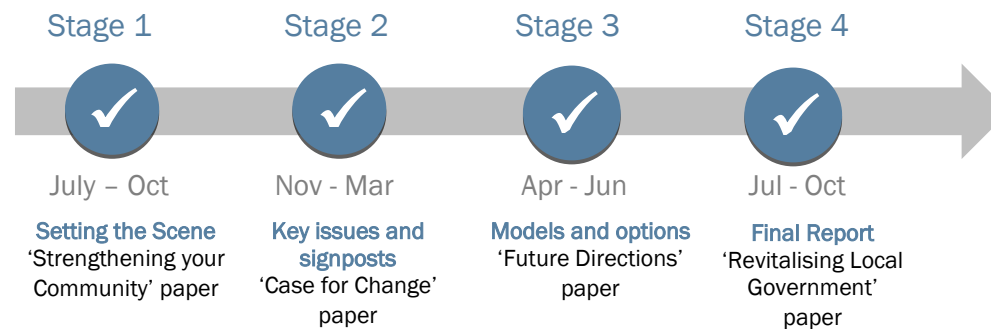 Stage 1
July – Oct
Setting the Scene
‘Strengthening your
Community’ paper
Stage 2
Nov - Mar
Key issues and
signposts
‘Case for Change’
paper
Stage 3
Apr - Jun
Models and options
‘Future Directions’
paper
Stage 4
Jul - Oct
Final Report
‘Revitalising Local
Government’
paper